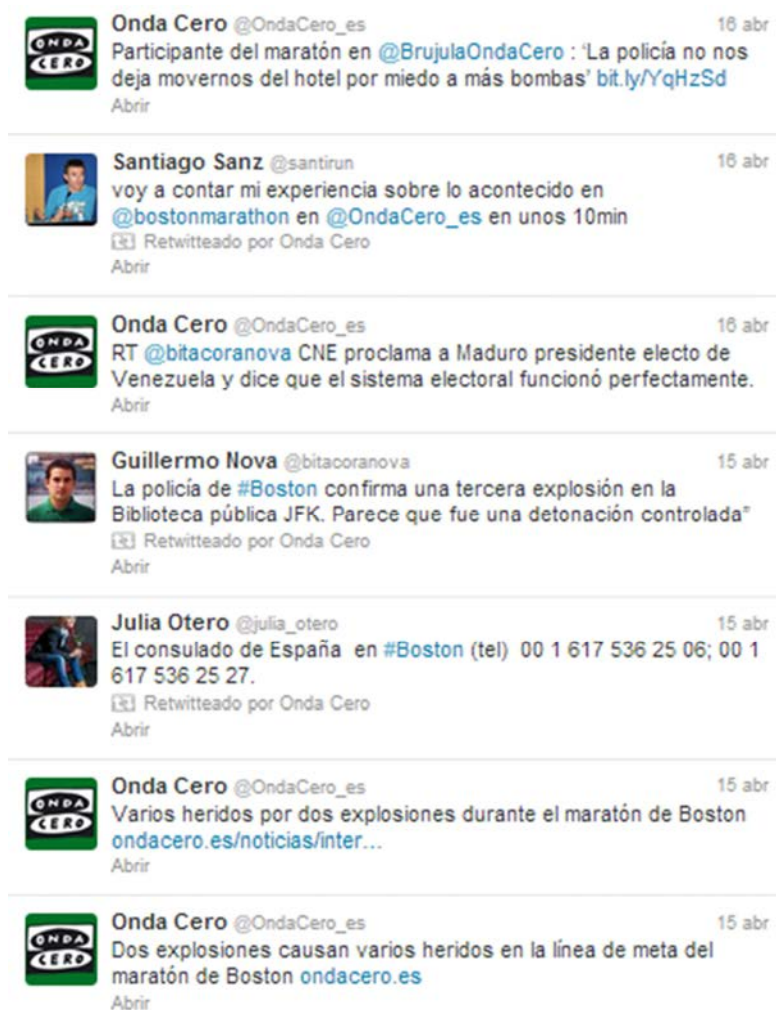 ONDA CERO
Onda Cero @OndaCero_es 16 abr
Participante del maratón en @BrujulaOndaCero : 'La policía no nos
deja movernos del hotel por miedo a más bombas' bit.ly/YqHzSd
Abrir
Santiago Sanz @santirun 16 abr
voy a contar mi experiencia sobre lo acontecido en
@bostonmarathon en @OndaCero_es en unos 10min
Retwitteado por Onda Cero
Abrir
ONDA CERO
Onda Cero @OndaCero_es 16 abr
RT @bitacoranova CNE proclama a Maduro presidente electo de
Venezuela y dice que el sistema electoral funcionó perfectamente.
Abrir
Guillermo Nova @bitacoranova 15 abr
La policía de #Boston confirma una tercera explosión en la
Biblioteca pública JFK. Parece que fue una detonación controlada"
Retwitteado por Onda Cero
Abrir
Julia Otero @julia_otero 15 abr
El consulado de España en #Boston (tel) 00 1 617 536 25 06; 00 1
617 536 25 27.
Retwitteado por Onda Cero
Abrir
ONDA CERO
Onda Cero @OndaCero_es 15 abr
Varios heridos por dos explosiones durante el maratón de Boston
ondacero.es/noticias/inter...
Abrir
ONDA CERO
Onda Cero @OndaCero_es 15 abr
Dos explosiones causan varios heridos en la línea de meta del
maratón de Boston ondacero.es
Abrir